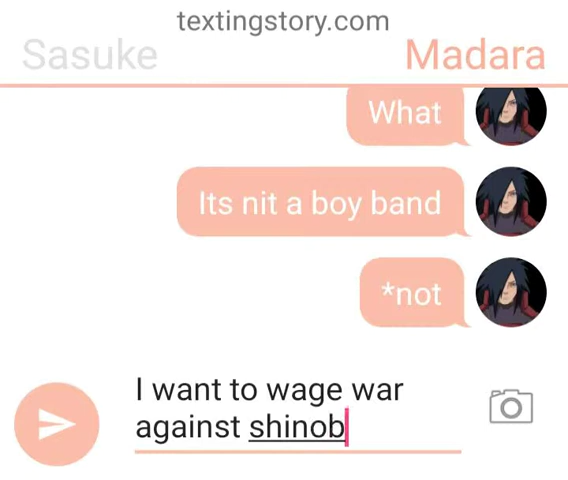 textingstory.com
Sasuke
Madara
What
Its nit a boy band
*not
I want to wage war
against shinob